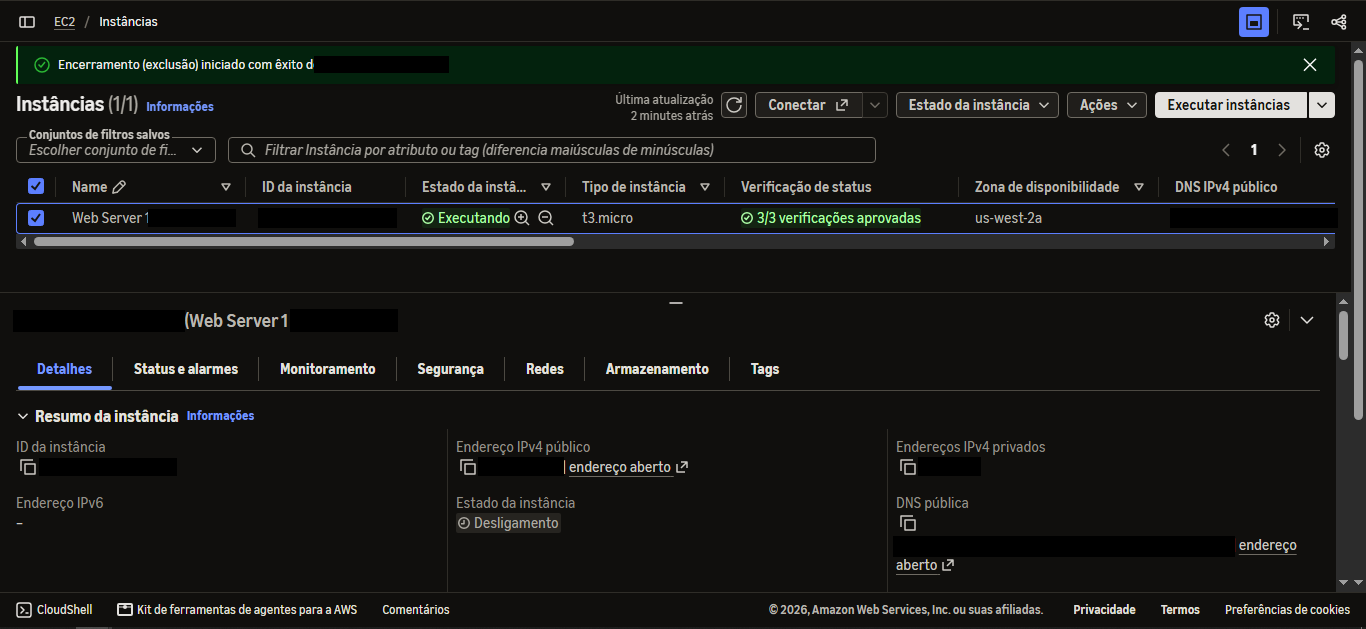 EC2 / Instâncias
Encerramento (exclusão) iniciado com êxito d
Instâncias (1/1) Informações
Última atualização
2 minutes atrás
Conectar
Estado da instância
Ações
Executar instâncias
Conjuntos de filtros salvos
Escolher conjunto de fi...
Filtrar Instância por atributo ou tag (diferencia maiúsculas de minúsculas)
1
Name ID da instância Estado da instâ... Tipo de instância Verificação de status Zona de disponibilidade DNS IPv4 público
Web Server 1 Executando t3.micro 3/3 verificações aprovadas us-west-2a
(Web Server 1
Detalhes Status e alarmes Monitoramento Segurança Redes Armazenamento Tags
Resumo da instância Informações
ID da instância
Endereço IPv4 público
| endereço aberto
Endereços IPv4 privados
Endereço IPv6
–
Estado da instância
Desligamento
DNS pública
endereço
aberto
CloudShell Kit de ferramentas de agentes para a AWS Comentários © 2026, Amazon Web Services, Inc. ou suas afiliadas. Privacidade Termos Preferências de cookies